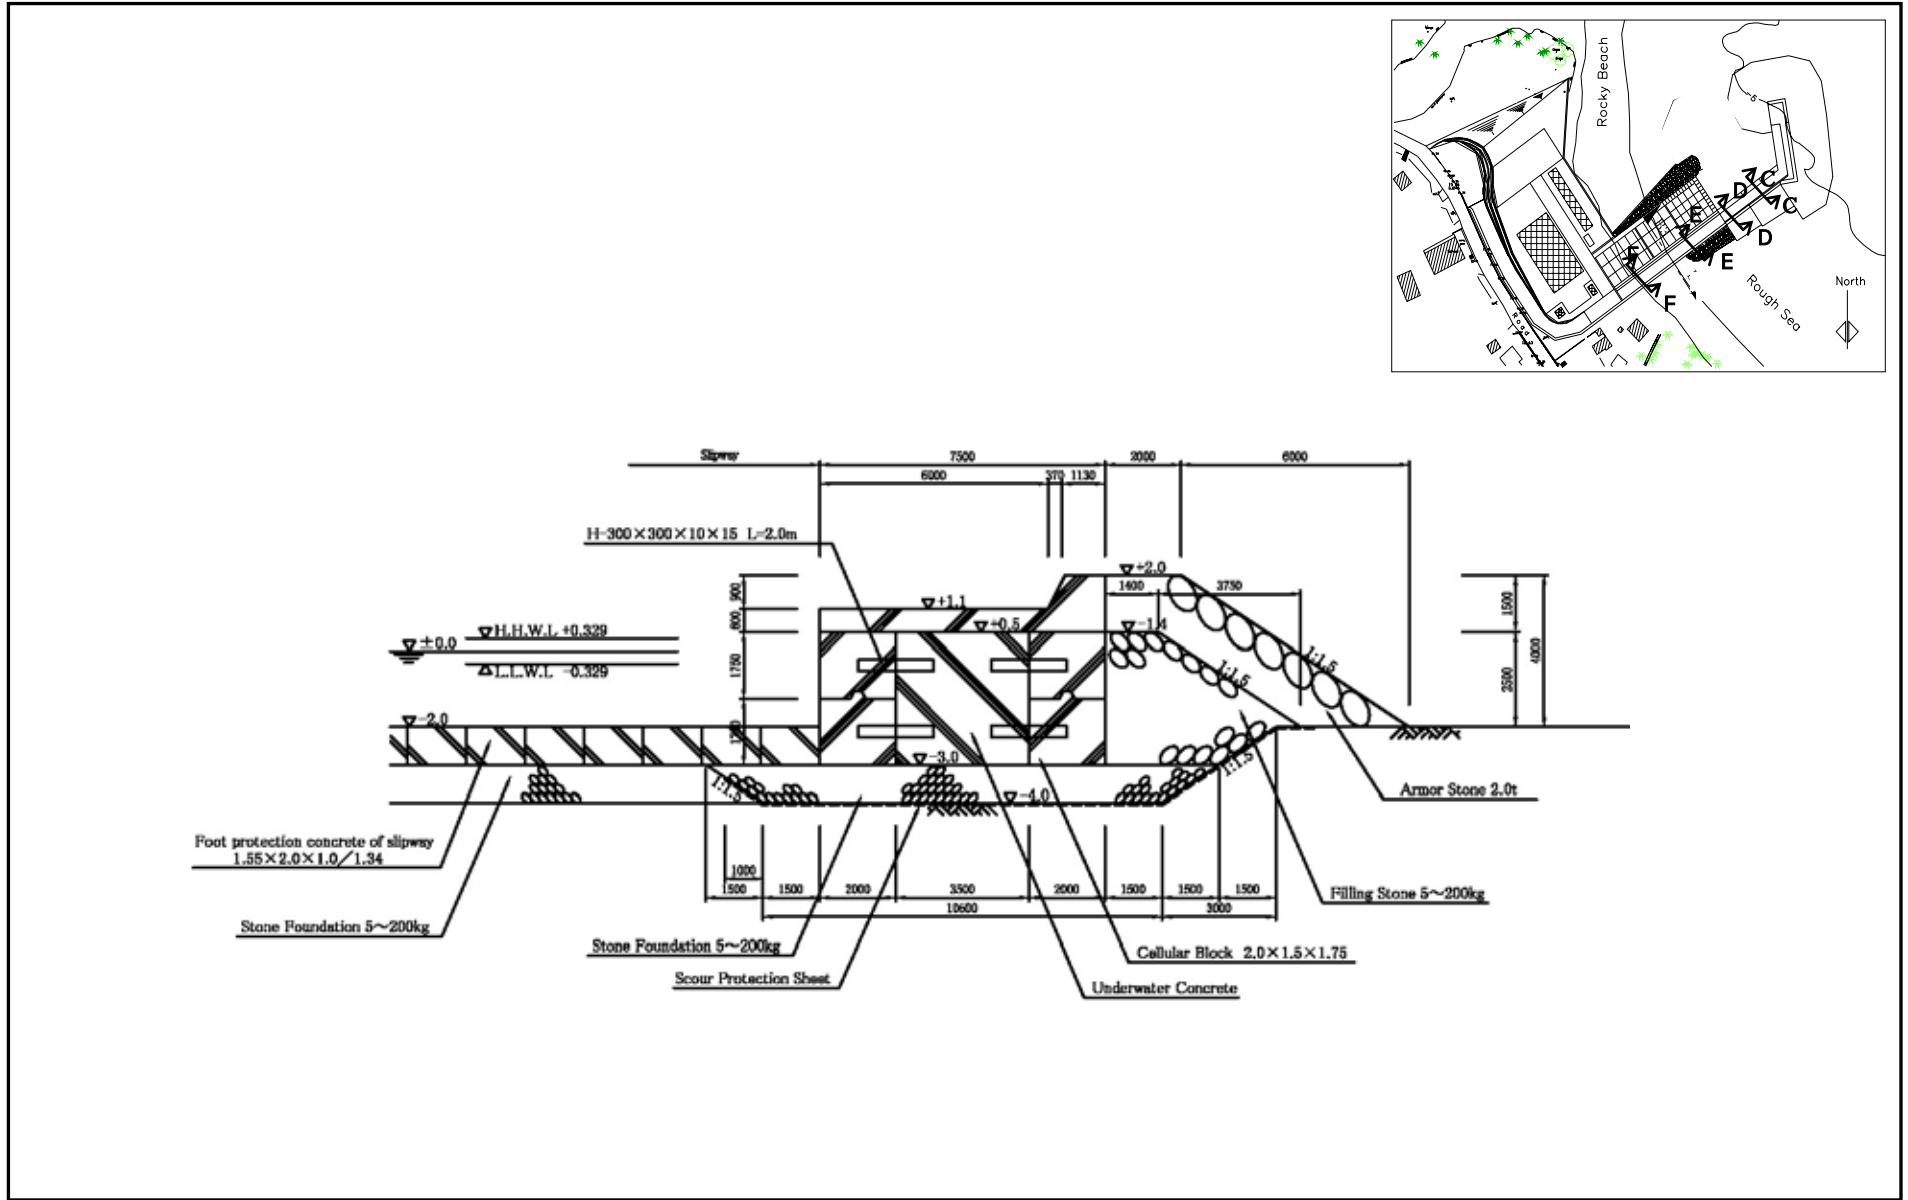 Rocky Beach
-5
C
D
C
E
D
F
E
F
Rough Sea
North
Road
Slipway
7500
2000
6000
6000
370
1130
H-300×300×10×15 L=2.0m
+2.0
1400
3750
900
+1.1
600
1500
H.H.W.L +0.329
+0.5
-1.4
±0.0
4000
L.L.W.L -0.329
1750
1:1.5
1:1.5
2500
-2.0
-3.0
1:1.5
1:1.5
-4.0
Armor Stone 2.0t
Foot protection concrete of slipway
1.55×2.0×1.0/1.34
1000
1500
1500
2000
3500
2000
1500
1500
1500
Filling Stone 5~200kg
10600
3000
Stone Foundation 5~200kg
Stone Foundation 5~200kg
Cellular Block 2.0×1.5×1.75
Scour Protection Sheet
Underwater Concrete